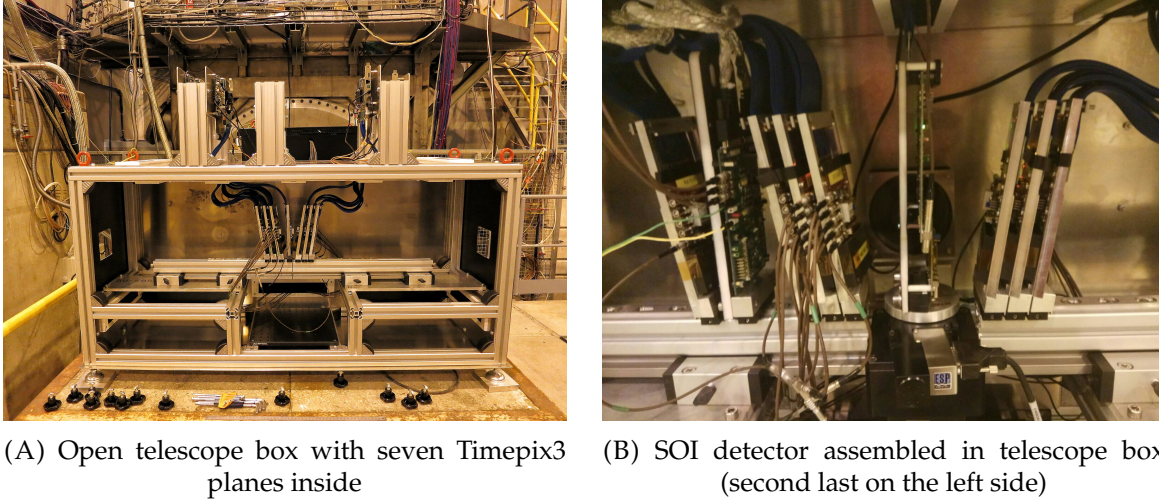 ESP
(A) Open telescope box with seven Timepix3
planes inside
(B) SOI detector assembled in telescope box
(second last on the left side)